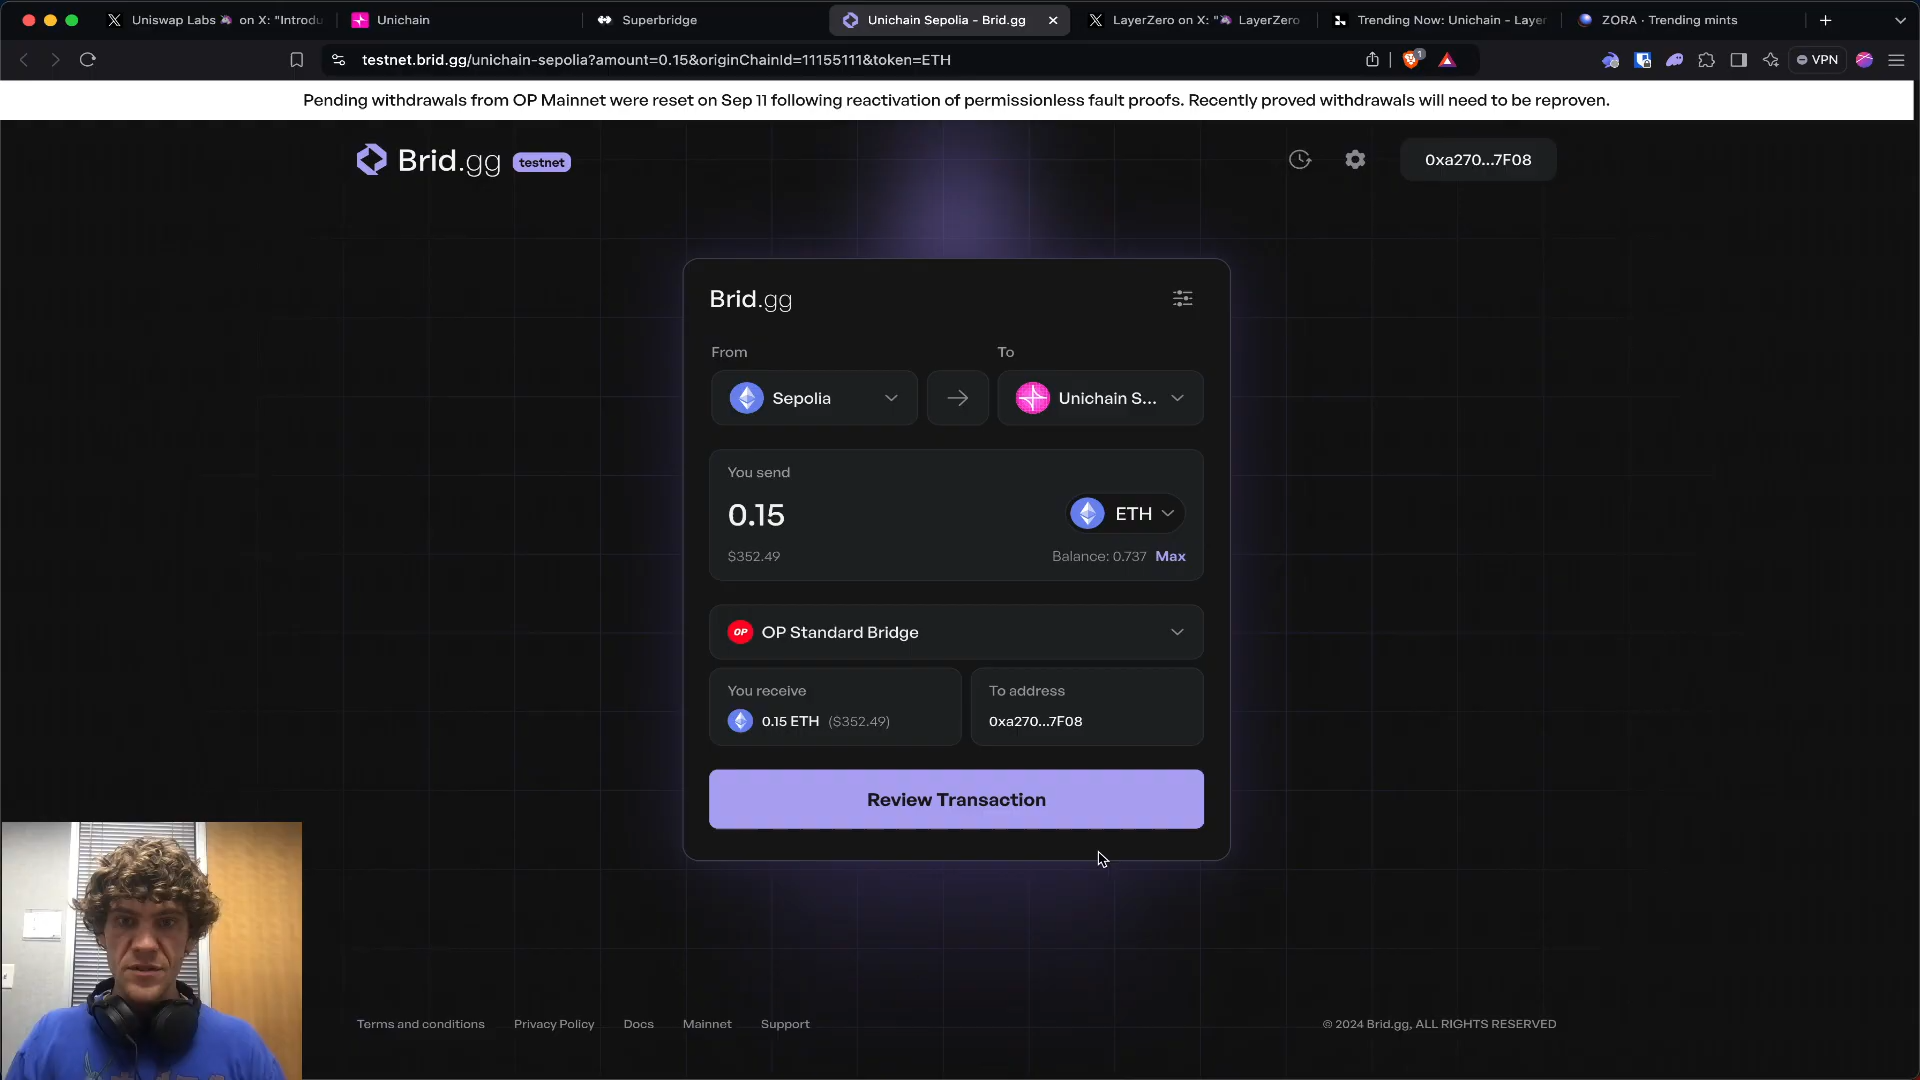 Uniswap Labs 🦄 on X: "Introdu
Unichain
Superbridge
Unichain Sepolia - Brid.gg
LayerZero on X: "🦄 LayerZero
Trending Now: Unichain - Layer
ZORA · Trending mints
testnet.brid.gg/unichain-sepolia?amount=0.15&originChainId=11155111&token=ETH
1
VPN
Pending withdrawals from OP Mainnet were reset on Sep 11 following reactivation of permissionless fault proofs. Recently proved withdrawals will need to be reproven.
Brid.gg testnet
0xa270...7F08
Brid.gg
From
To
Sepolia
Unichain S...
You send
0.15
ETH
$352.49
Balance: 0.737 Max
OP OP Standard Bridge
You receive
To address
0.15 ETH ($352.49)
0xa270...7F08
Review Transaction
Terms and conditions
Privacy Policy
Docs
Mainnet
Support
© 2024 Brid.gg, ALL RIGHTS RESERVED